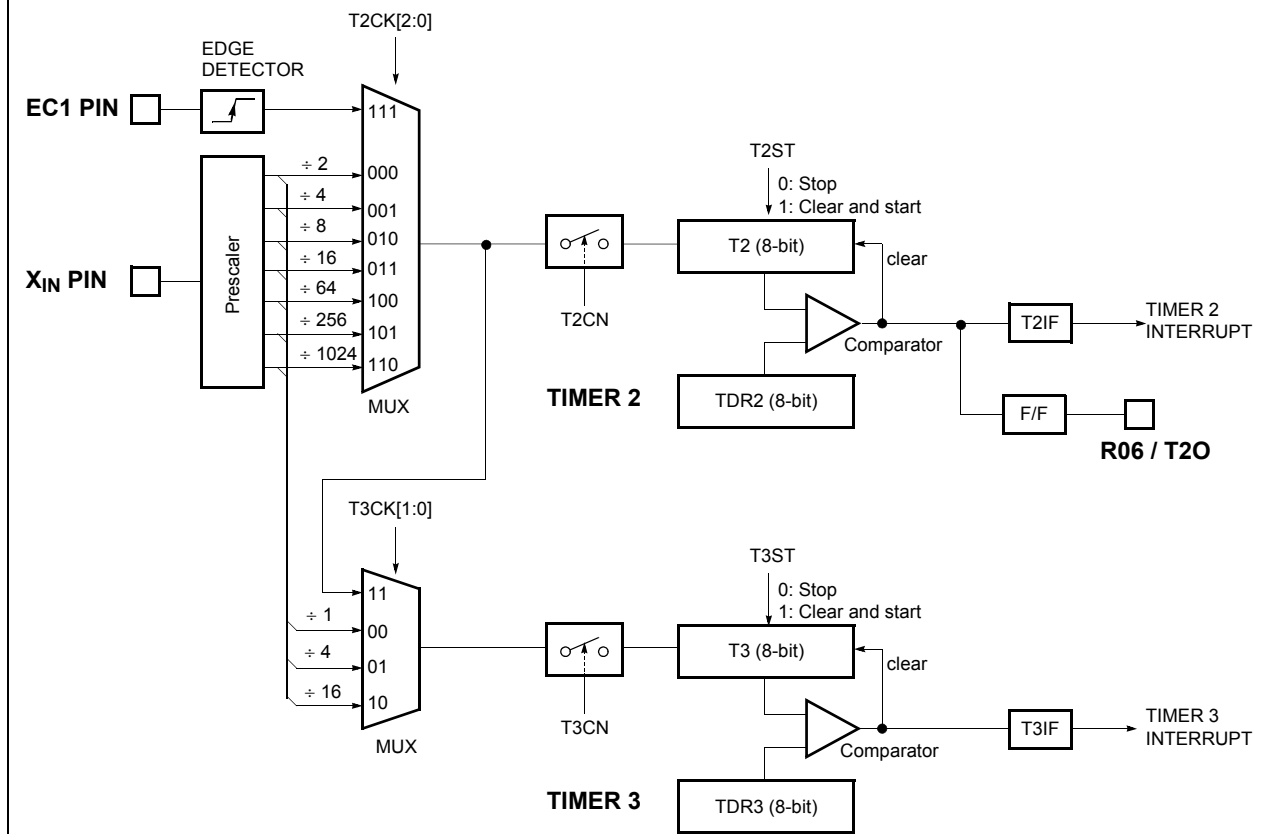 T2CK[2:0]
EDGE
DETECTOR
EC1 PIN
111
XIN PIN
Prescaler
÷ 2
÷ 4
÷ 8
÷ 16
÷ 64
÷ 256
÷ 1024
000
001
010
011
100
101
110
MUX
T2CN
T2ST
0: Stop
1: Clear and start
T2 (8-bit)
clear
Comparator
TIMER 2
TDR2 (8-bit)
T2IF
TIMER 2
INTERRUPT
F/F
R06 / T2O
T3CK[1:0]
11
÷ 1
00
÷ 4
01
÷ 16
10
MUX
T3CN
T3ST
0: Stop
1: Clear and start
T3 (8-bit)
clear
Comparator
TIMER 3
TDR3 (8-bit)
T3IF
TIMER 3
INTERRUPT